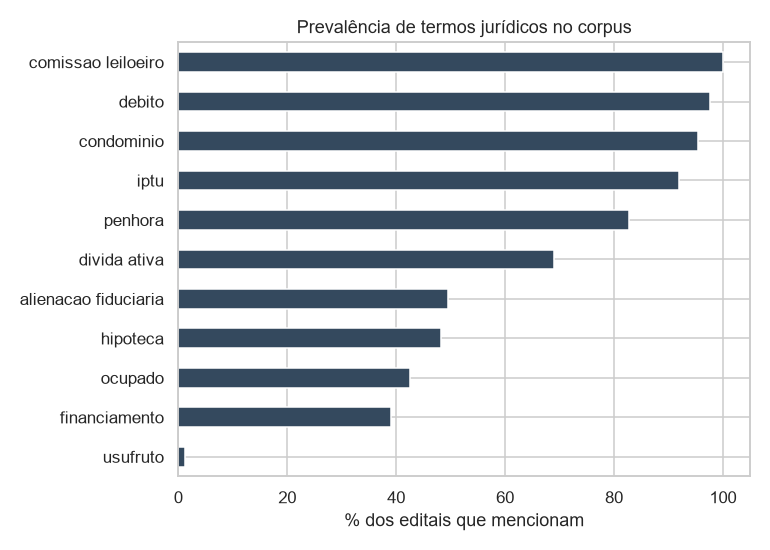 Prevalência de termos jurídicos no corpus
comissao leiloeiro
debito
condominio
iptu
penhora
divida ativa
alienacao fiduciaria
hipoteca
ocupado
financiamento
usufruto
0 20 40 60 80 100
% dos editais que mencionam